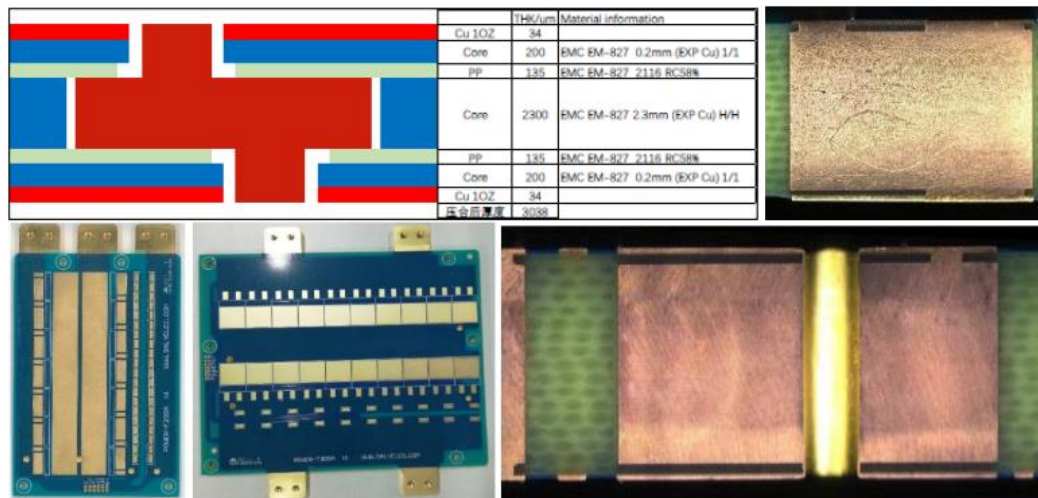 THK/um Material information
Cu 1OZ 34
Core 200 EMC EM-827 0.2mm (EXP Cu) 1/1
PP 135 EMC EM-827 2116 RC58%
Core 2300 EMC EM-827 2.3mm (EXP Cu) H/H
PP 135 EMC EM-827 2116 RC58%
Core 200 EMC EM-827 0.2mm (EXP Cu) 1/1
Cu 1OZ 34
压合后厚度 3038